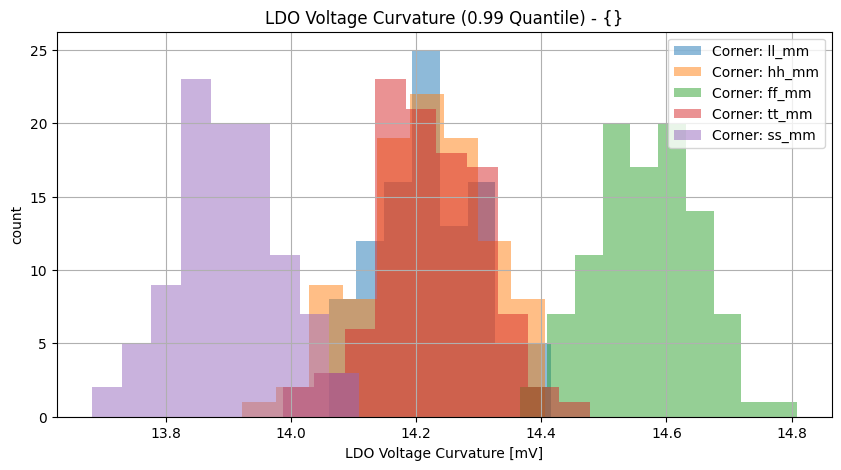 LDO Voltage Curvature (0.99 Quantile) - {}
Corner: ll_mm
Corner: hh_mm
Corner: ff_mm
Corner: tt_mm
Corner: ss_mm
25
20
15
10
5
0
count
13.8 14.0 14.2 14.4 14.6 14.8
LDO Voltage Curvature [mV]